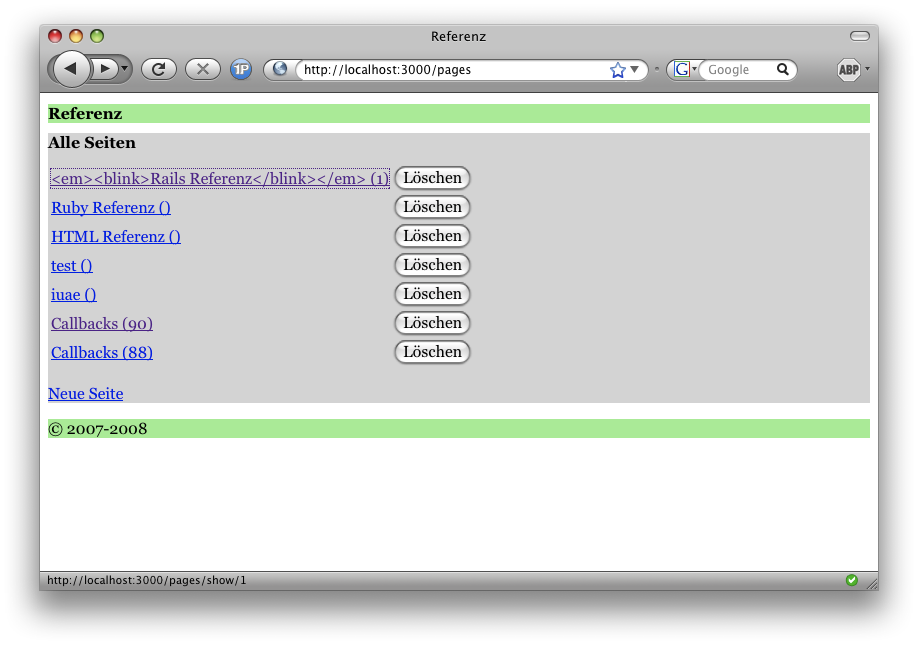 Referenz
1P http://localhost:3000/pages G Google ABP
Referenz
Alle Seiten
<em><blink>Rails Referenz</blink></em> (1) Löschen
Ruby Referenz () Löschen
HTML Referenz () Löschen
test () Löschen
iuae () Löschen
Callbacks (90) Löschen
Callbacks (88) Löschen
Neue Seite
© 2007-2008
http://localhost:3000/pages/show/1